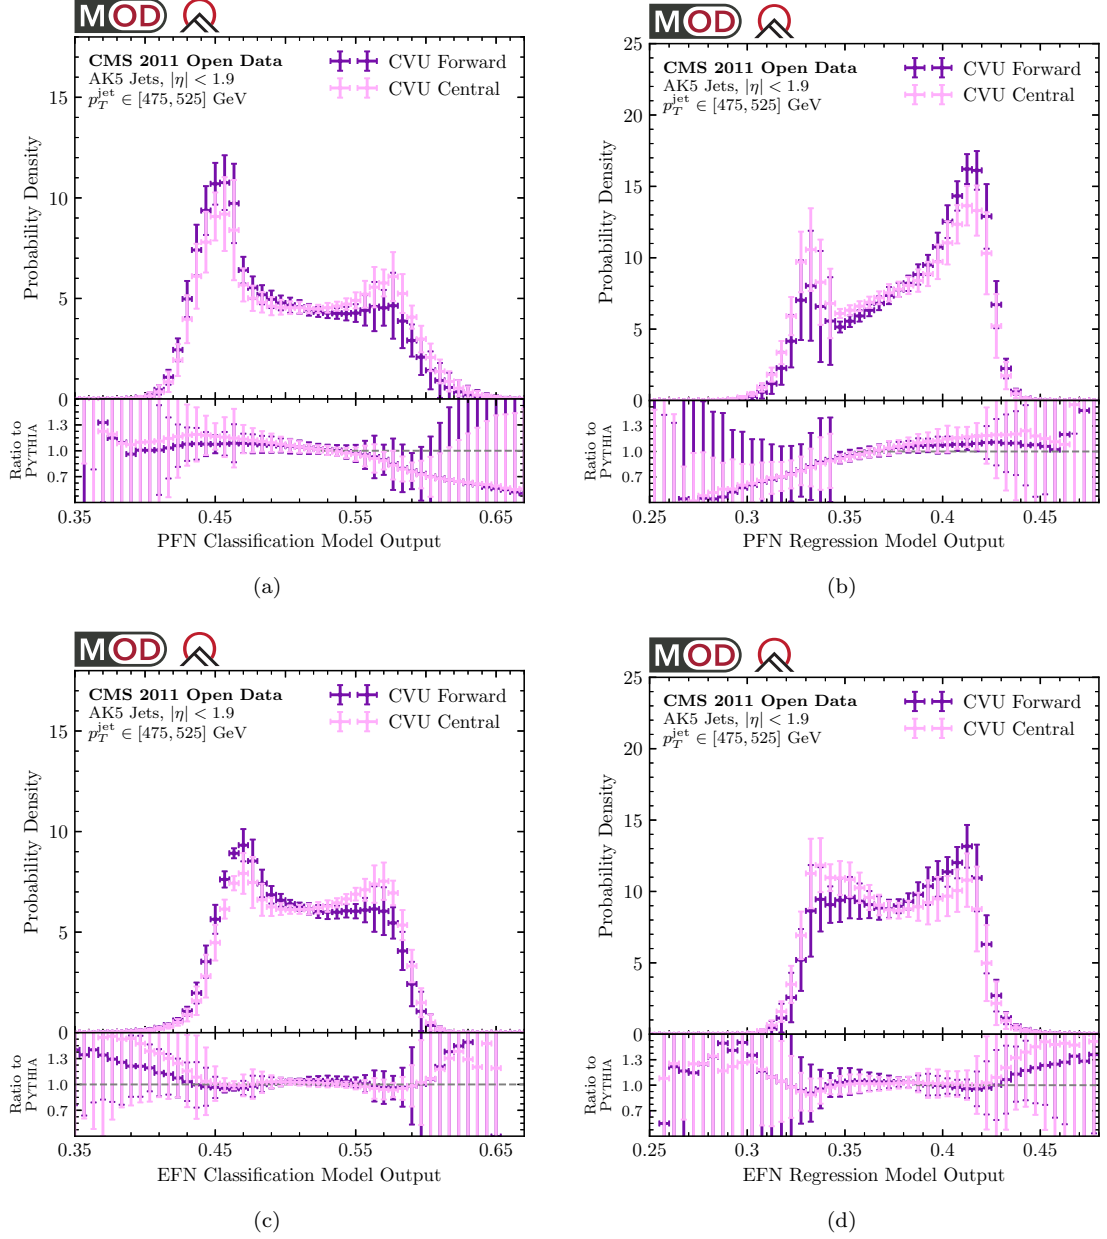 MOD
CMS 2011 Open Data
AK5 Jets, |η| < 1.9
p_T^jet ∈ [475, 525] GeV
CVU Forward
CVU Central
Probability Density
15
10
5
0
Ratio to
PYTHIA
1.3
1.0
0.7
0.35
0.45
0.55
0.65
PFN Classification Model Output
(a)
MOD
CMS 2011 Open Data
AK5 Jets, |η| < 1.9
p_T^jet ∈ [475, 525] GeV
CVU Forward
CVU Central
Probability Density
25
20
15
10
5
0
Ratio to
PYTHIA
1.3
1.0
0.7
0.25
0.3
0.35
0.4
0.45
PFN Regression Model Output
(b)
MOD
CMS 2011 Open Data
AK5 Jets, |η| < 1.9
p_T^jet ∈ [475, 525] GeV
CVU Forward
CVU Central
Probability Density
15
10
5
0
Ratio to
PYTHIA
1.3
1.0
0.7
0.35
0.45
0.55
0.65
EFN Classification Model Output
(c)
MOD
CMS 2011 Open Data
AK5 Jets, |η| < 1.9
p_T^jet ∈ [475, 525] GeV
CVU Forward
CVU Central
Probability Density
25
20
15
10
5
0
Ratio to
PYTHIA
1.3
1.0
0.7
0.25
0.3
0.35
0.4
0.45
EFN Regression Model Output
(d)